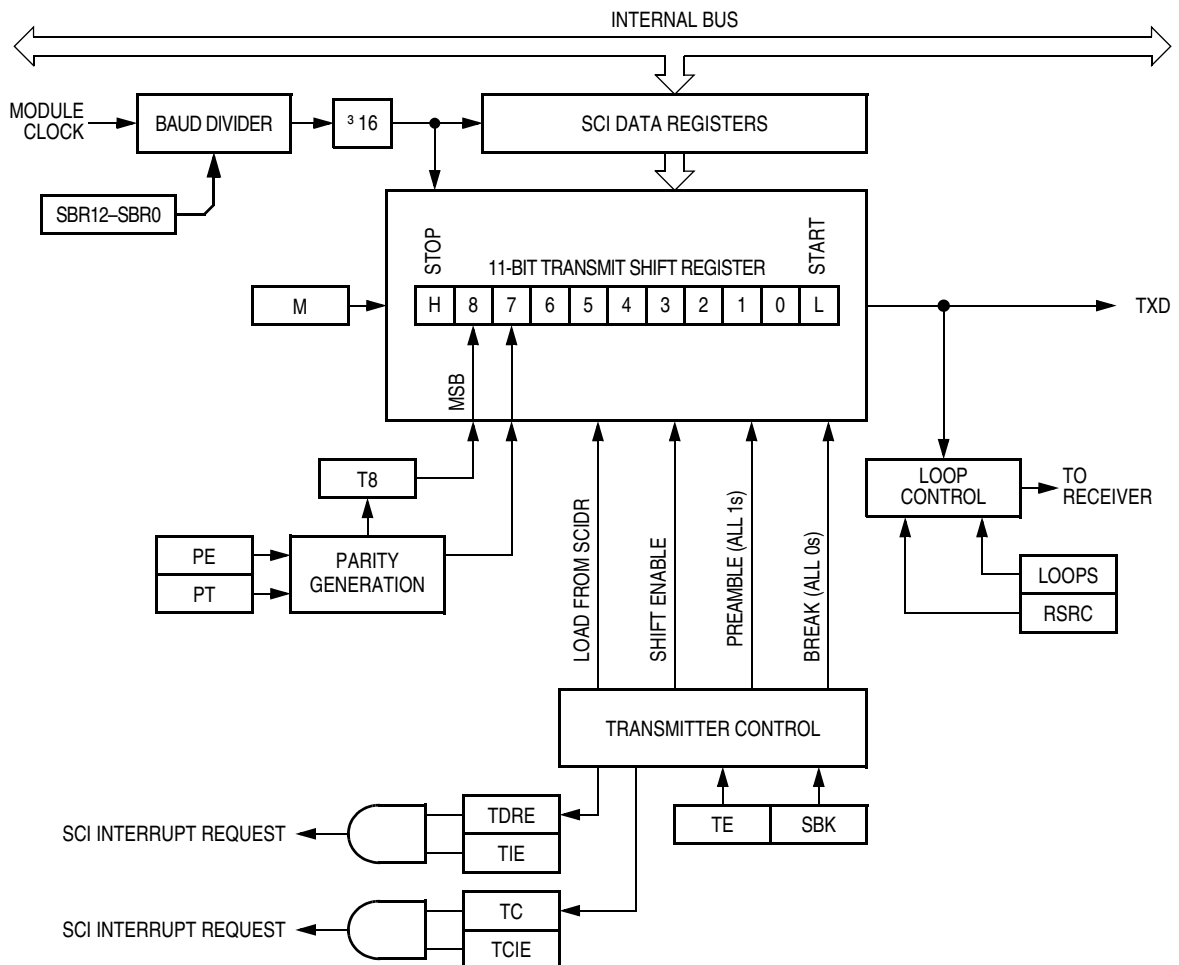 INTERNAL BUS
MODULE
CLOCK
BAUD DIVIDER
³ 16
SCI DATA REGISTERS
SBR12–SBR0
STOP
11-BIT TRANSMIT SHIFT REGISTER
START
M
H 8 7 6 5 4 3 2 1 0 L
TXD
MSB
T8
LOOP
CONTROL
TO
RECEIVER
PE
PT
PARITY
GENERATION
LOAD FROM SCIDR
SHIFT ENABLE
PREAMBLE (ALL 1s)
BREAK (ALL 0s)
LOOPS
RSRC
TRANSMITTER CONTROL
TE
SBK
SCI INTERRUPT REQUEST
TDRE
TIE
SCI INTERRUPT REQUEST
TC
TCIE